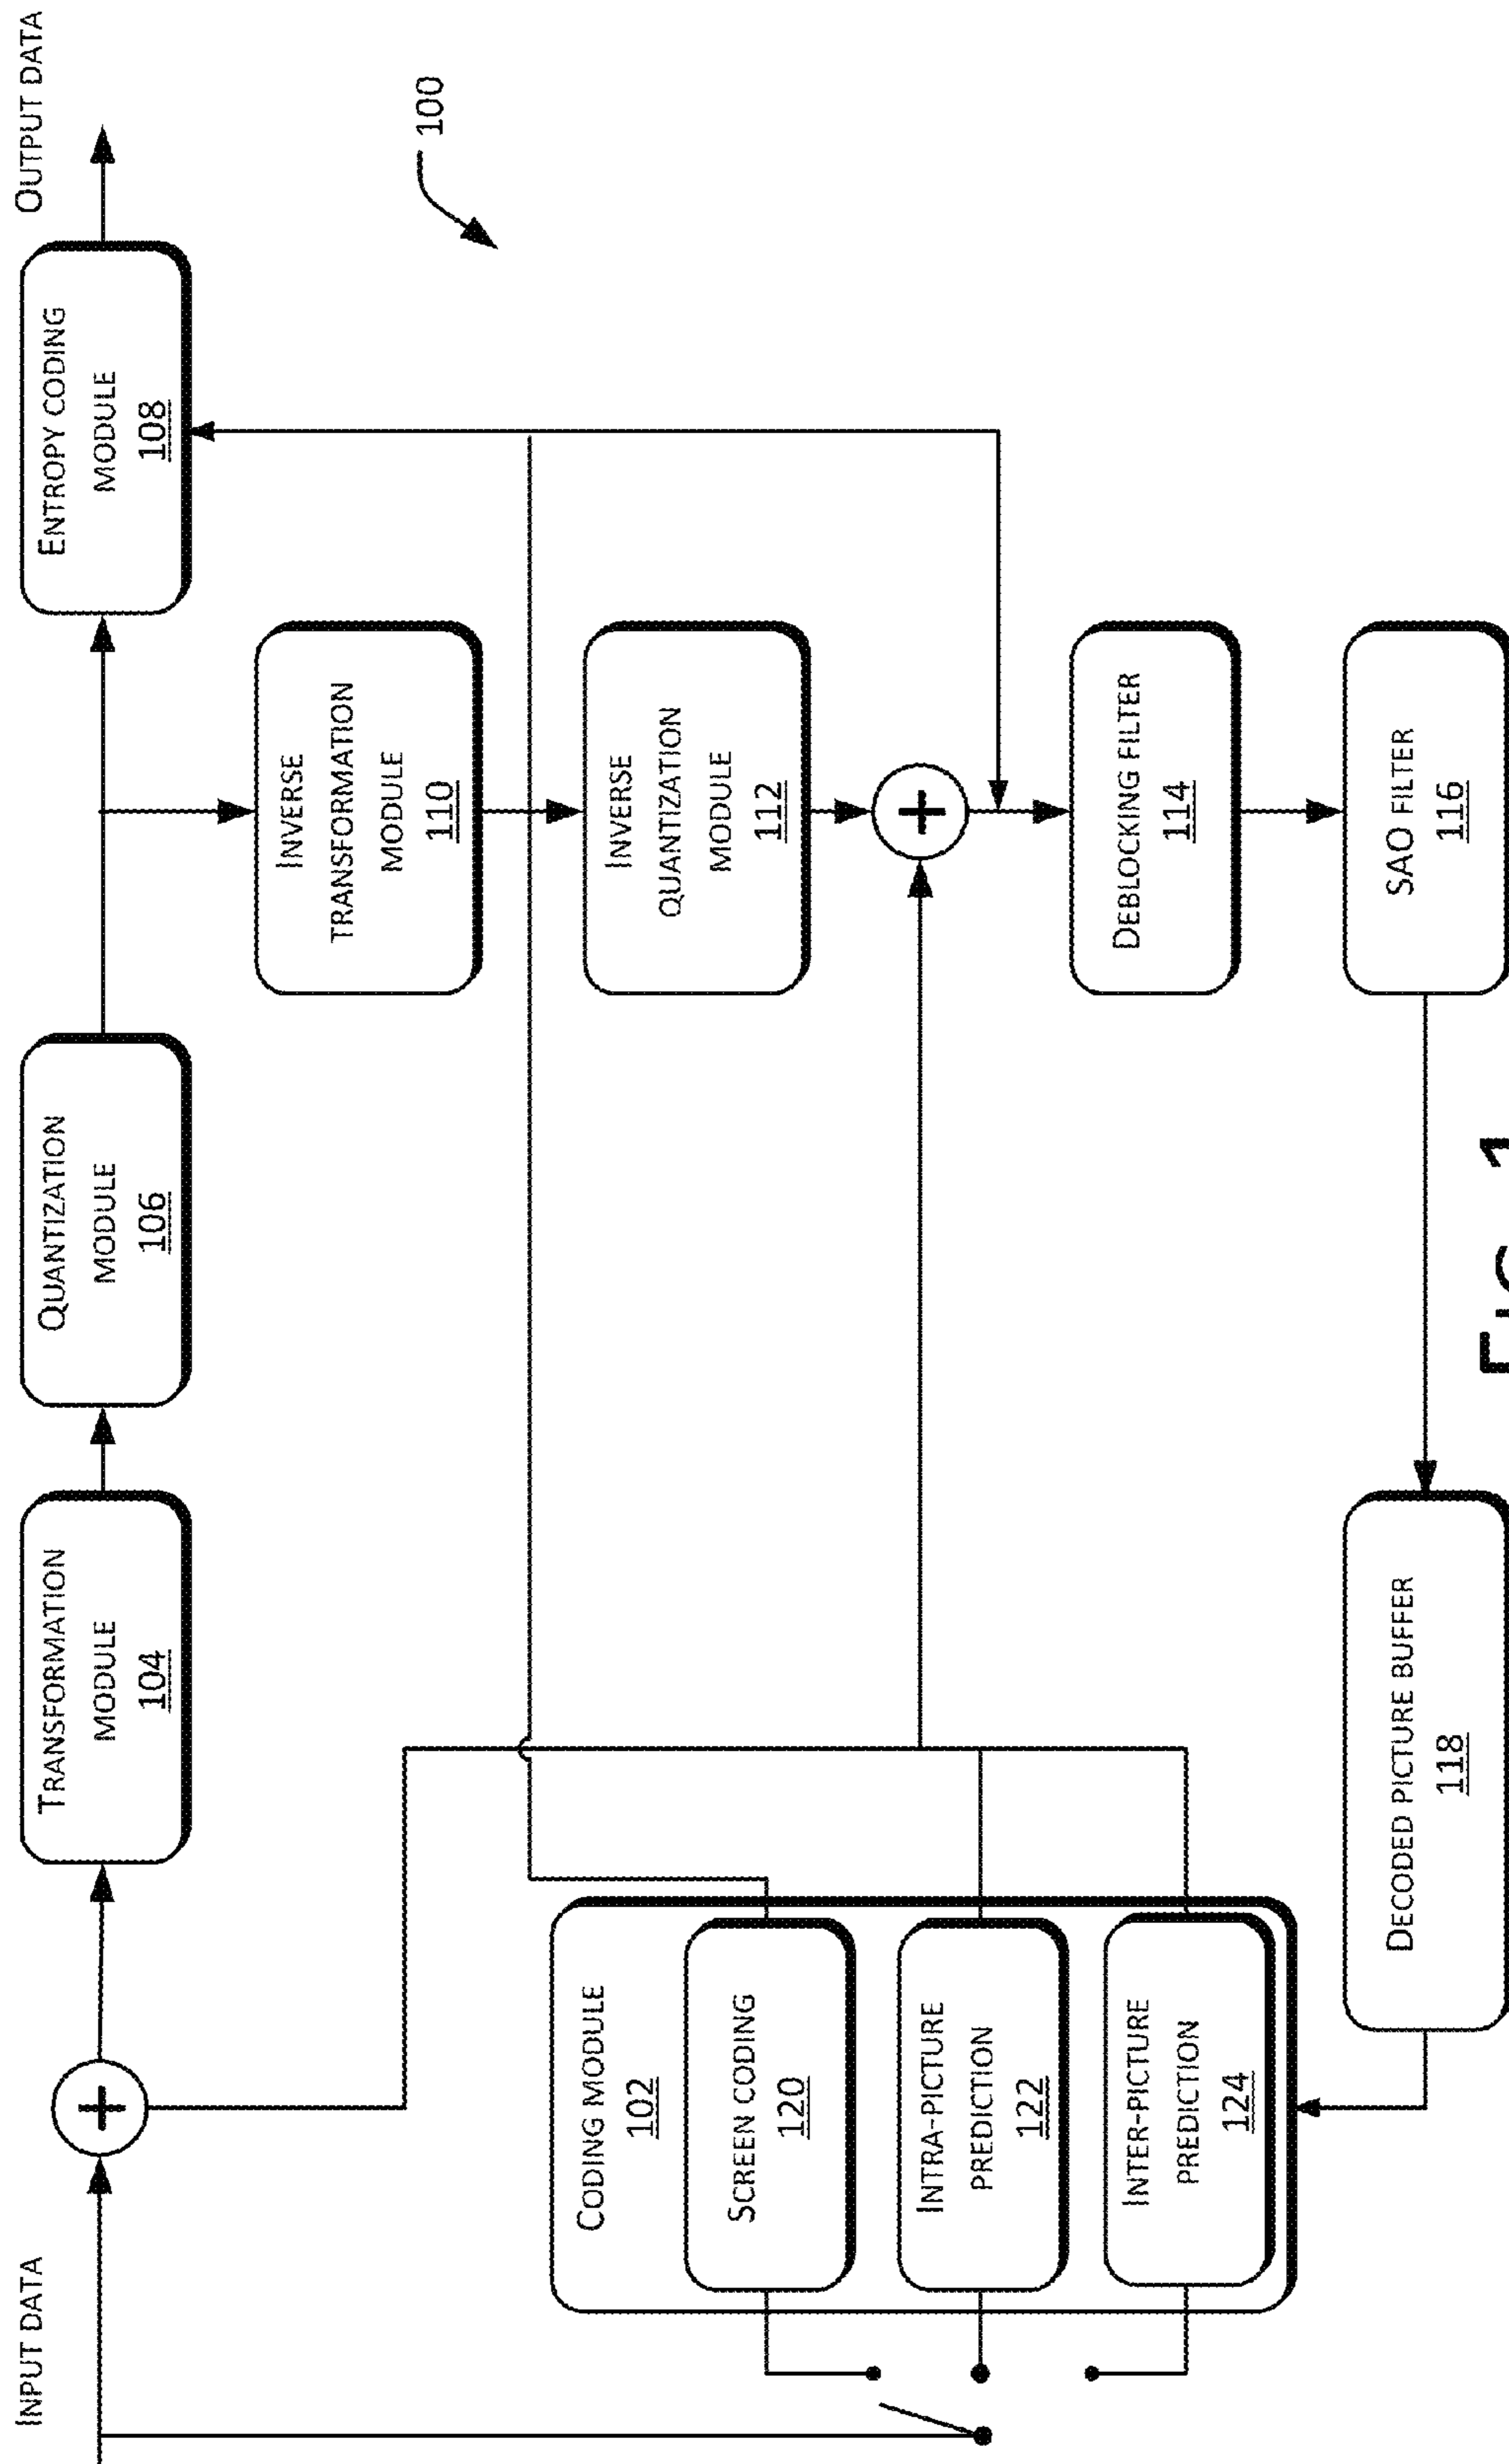 INPUT DATA
OUTPUT DATA
TRANSFORMATION
MODULE
104
QUANTIZATION
MODULE
106
ENTROPY CODING
MODULE
108
100
INVERSE
TRANSFORMATION
MODULE
110
INVERSE
QUANTIZATION
MODULE
112
CODING MODULE
102
SCREEN CODING
120
INTRA-PICTURE
PREDICTION
122
INTER-PICTURE
PREDICTION
124
DEBLOCKING FILTER
114
SAO FILTER
116
DECODED PICTURE BUFFER
118